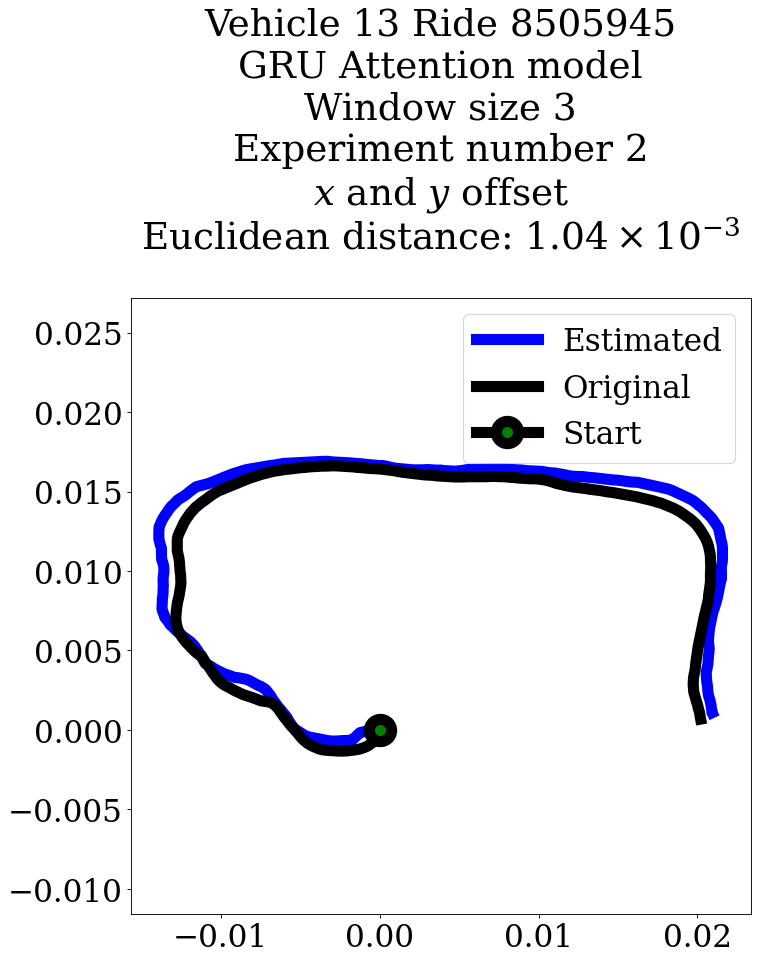 Vehicle 13 Ride 8505945
GRU Attention model
Window size 3
Experiment number 2
x and y offset
Euclidean distance: 1.04 × 10⁻³
Estimated
Original
Start
0.025
0.020
0.015
0.010
0.005
0.000
−0.005
−0.010
−0.01
0.00
0.01
0.02